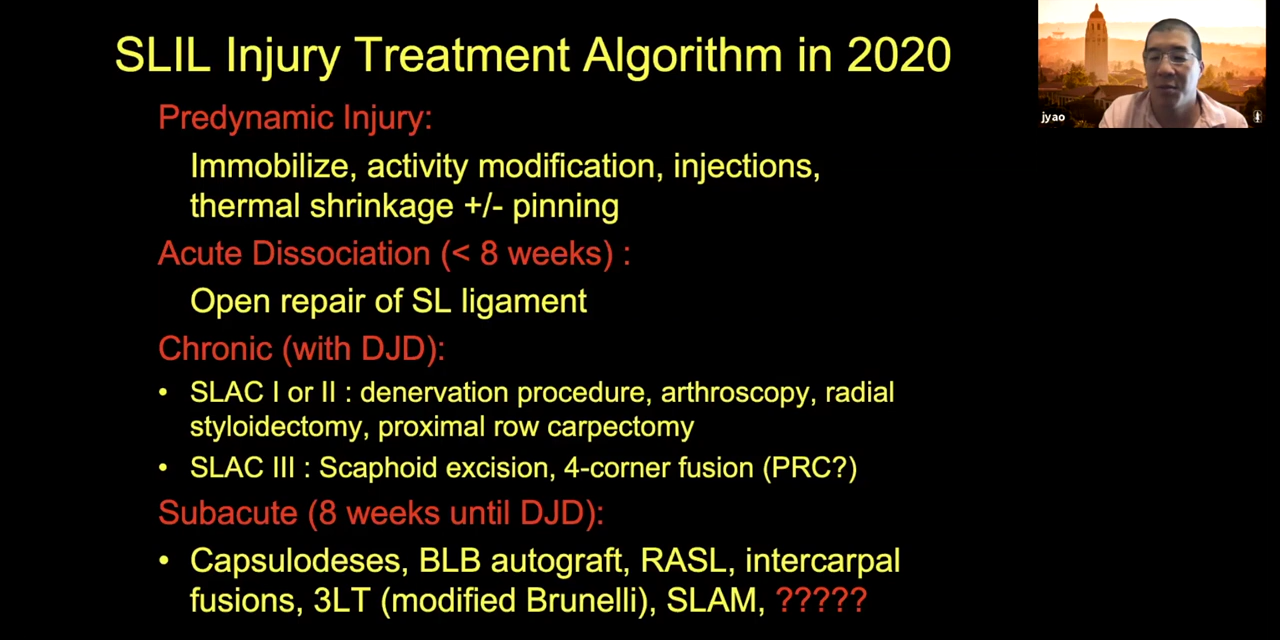 SLIL Injury Treatment Algorithm in 2020
Predynamic Injury:
Immobilize, activity modification, injections,
thermal shrinkage +/- pinning
Acute Dissociation (< 8 weeks) :
Open repair of SL ligament
Chronic (with DJD):
• SLAC I or II : denervation procedure, arthroscopy, radial
styloidectomy, proximal row carpectomy
• SLAC III : Scaphoid excision, 4-corner fusion (PRC?)
Subacute (8 weeks until DJD):
• Capsulodeses, BLB autograft, RASL, intercarpal
fusions, 3LT (modified Brunelli), SLAM, ?????
jyao